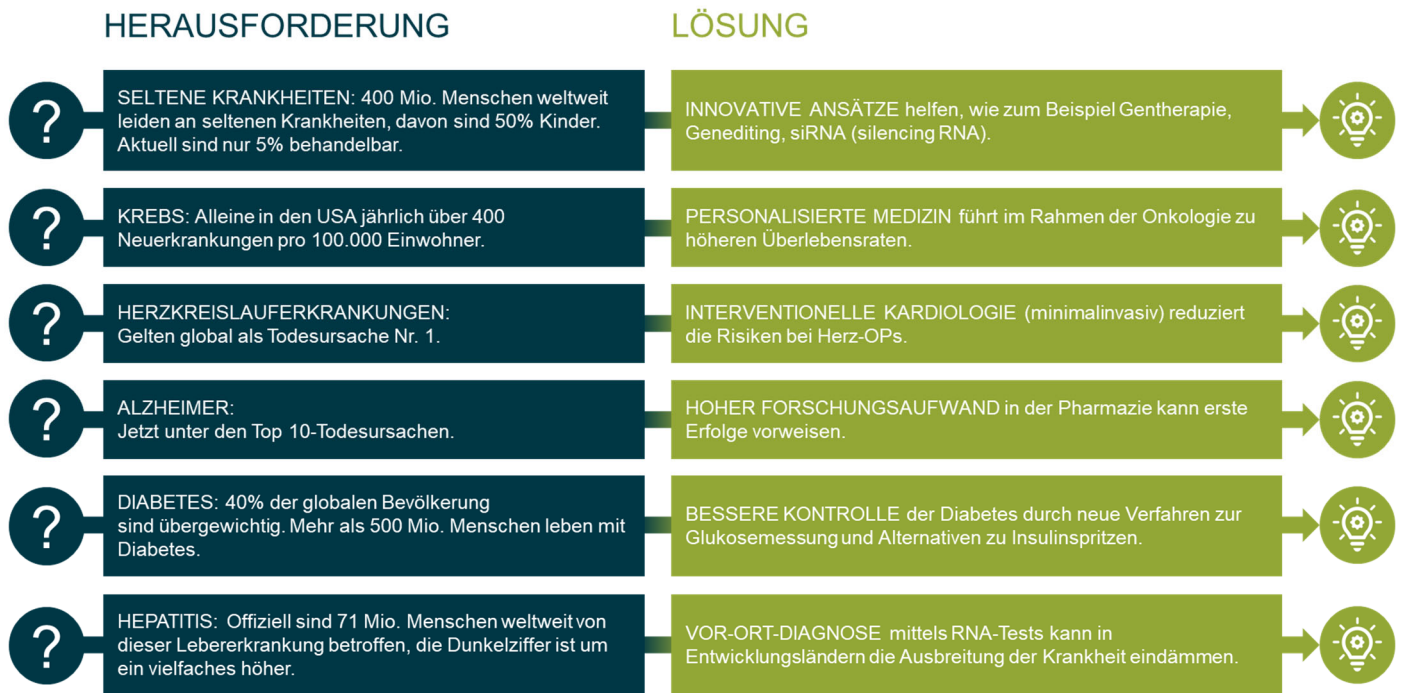 HERAUSFORDERUNG
LÖSUNG
?
SELTENE KRANKHEITEN: 400 Mio. Menschen weltweit
leiden an seltenen Krankheiten, davon sind 50% Kinder.
Aktuell sind nur 5% behandelbar.
INNOVATIVE ANSÄTZE helfen, wie zum Beispiel Gentherapie,
Genediting, siRNA (silencing RNA).
?
KREBS: Alleine in den USA jährlich über 400
Neuerkrankungen pro 100.000 Einwohner.
PERSONALISIERTE MEDIZIN führt im Rahmen der Onkologie zu
höheren Überlebensraten.
?
HERZKREISLAUFERKRANKUNGEN:
Gelten global als Todesursache Nr. 1.
INTERVENTIONELLE KARDIOLOGIE (minimalinvasiv) reduziert
die Risiken bei Herz-OPs.
?
ALZHEIMER:
Jetzt unter den Top 10-Todesursachen.
HOHER FORSCHUNGSAUFWAND in der Pharmazie kann erste
Erfolge vorweisen.
?
DIABETES: 40% der globalen Bevölkerung
sind übergewichtig. Mehr als 500 Mio. Menschen leben mit
Diabetes.
BESSERE KONTROLLE der Diabetes durch neue Verfahren zur
Glukosemessung und Alternativen zu Insulinspritzen.
?
HEPATITIS: Offiziell sind 71 Mio. Menschen weltweit von
dieser Lebererkrankung betroffen, die Dunkelziffer ist um
ein vielfaches höher.
VOR-ORT-DIAGNOSE mittels RNA-Tests kann in
Entwicklungsländern die Ausbreitung der Krankheit eindämmen.